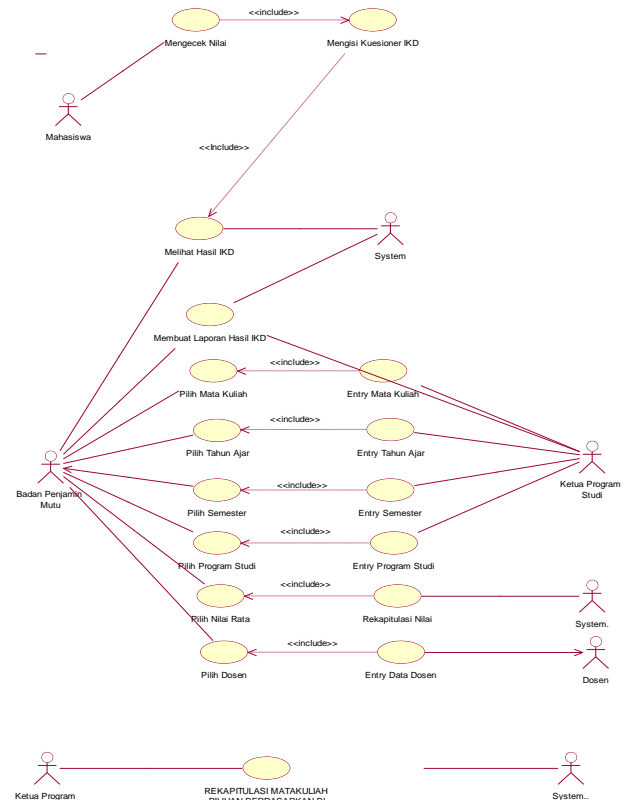 <<include>>
Mengecek Nilai
Mengisi Kuesioner IKD
Mahasiswa
<<Include>>
Melihat Hasil IKD
System
Membuat Laporan Hasil IKD
<<include>>
Pilih Mata Kuliah
Entry Mata Kuliah
<<include>>
Pilih Tahun Ajar
Entry Tahun Ajar
Badan Penjamin
Mutu
Ketua Program
Studi
<<include>>
Pilih Semester
Entry Semester
<<include>>
Pilih Program Studi
Entry Program Studi
<<include>>
Pilih Nilai Rata
Rekapitulasi Nilai
System.
<<include>>
Pilih Dosen
Entry Data Dosen
Dosen
Ketua Program
REKAPITULASI MATAKULIAH
PILIHAN BERDASARKAN DI
System..